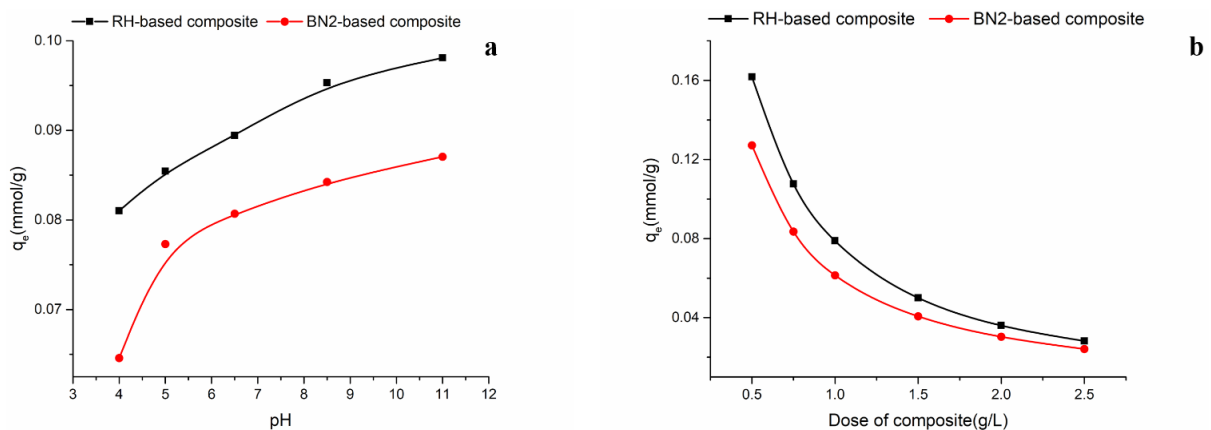 RH-based composite BN2-based composite
a
0.10
0.09
0.08
0.07
q_e(mmol/g)
3 4 5 6 7 8 9 10 11 12
pH
RH-based composite BN2-based composite
b
0.16
0.12
0.08
0.04
q_e(mmol/g)
0.5 1.0 1.5 2.0 2.5
Dose of composite(g/L)